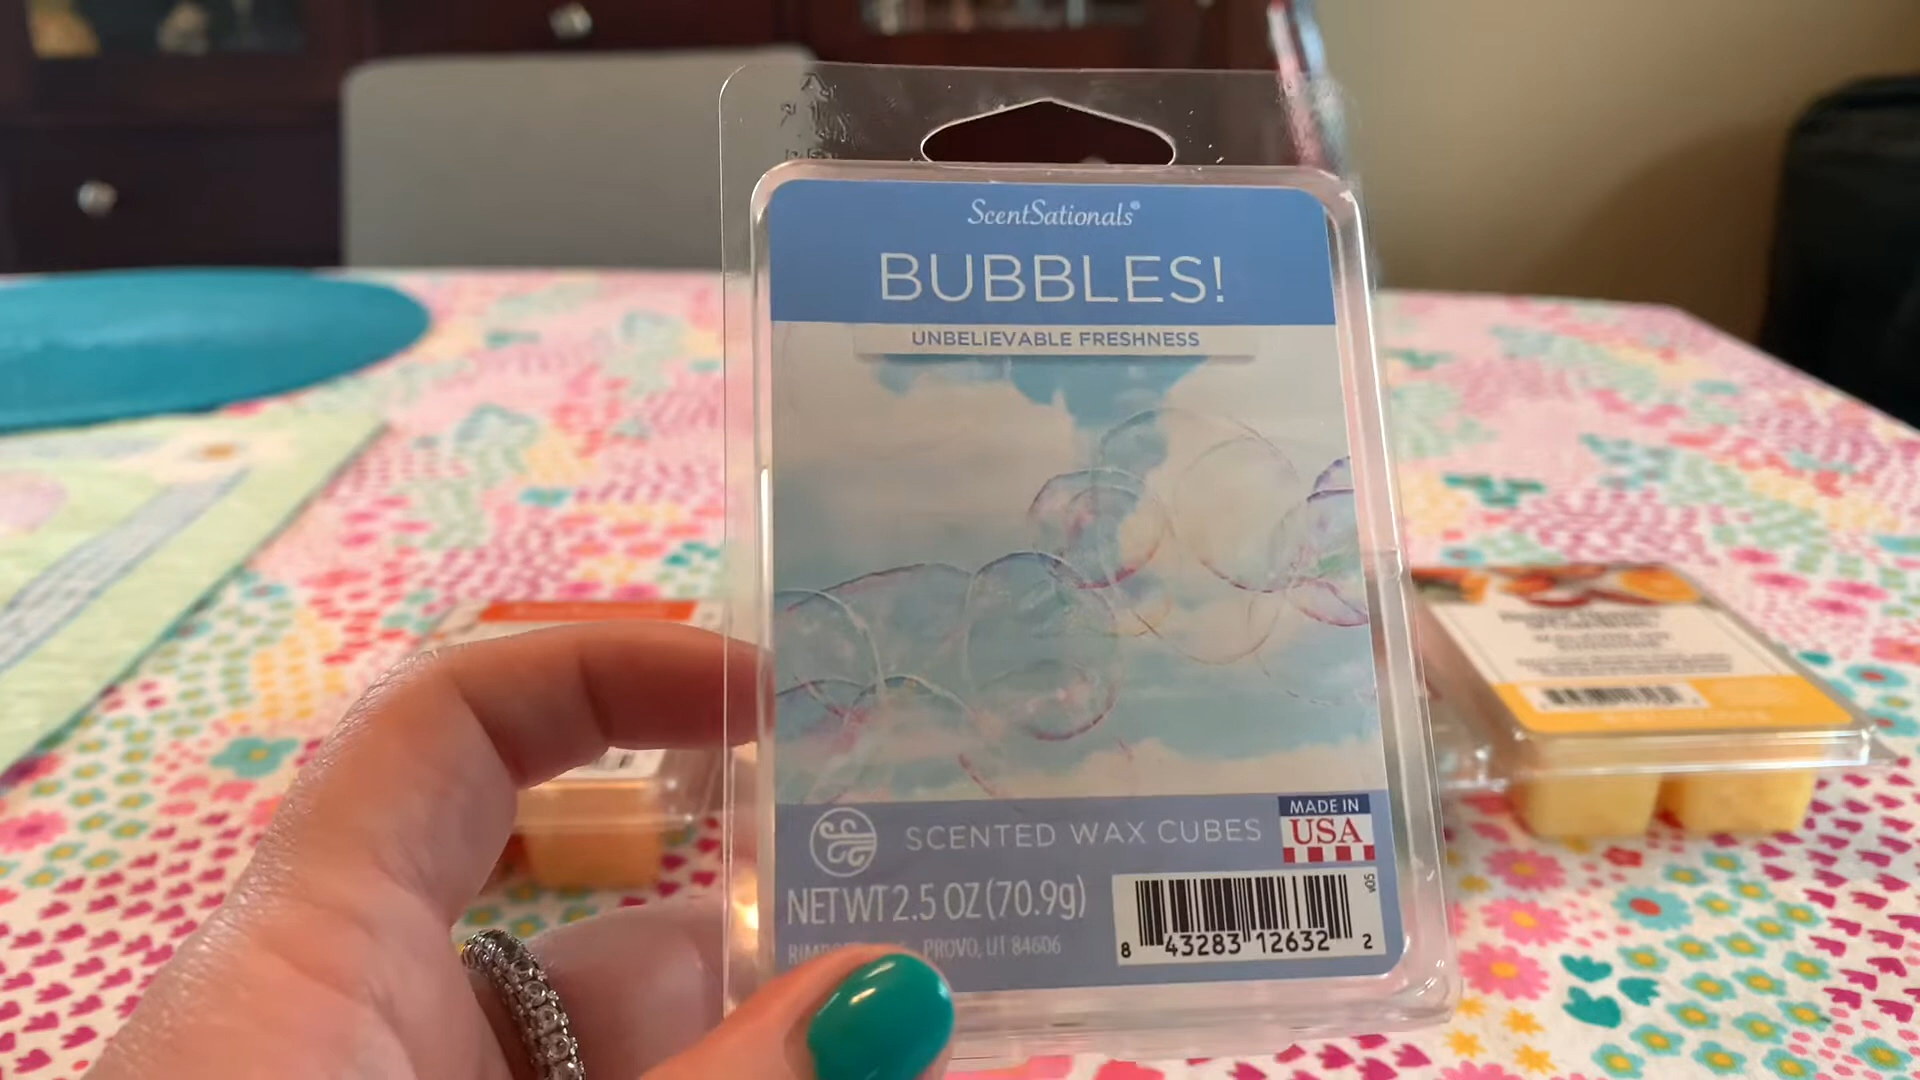 ScentSationals®
BUBBLES!
UNBELIEVABLE FRESHNESS
SCENTED WAX CUBES
MADE IN
USA
NET WT 2.5 OZ (70.9g)
PROVO, UT 84606
v05
8 43283 12632 2